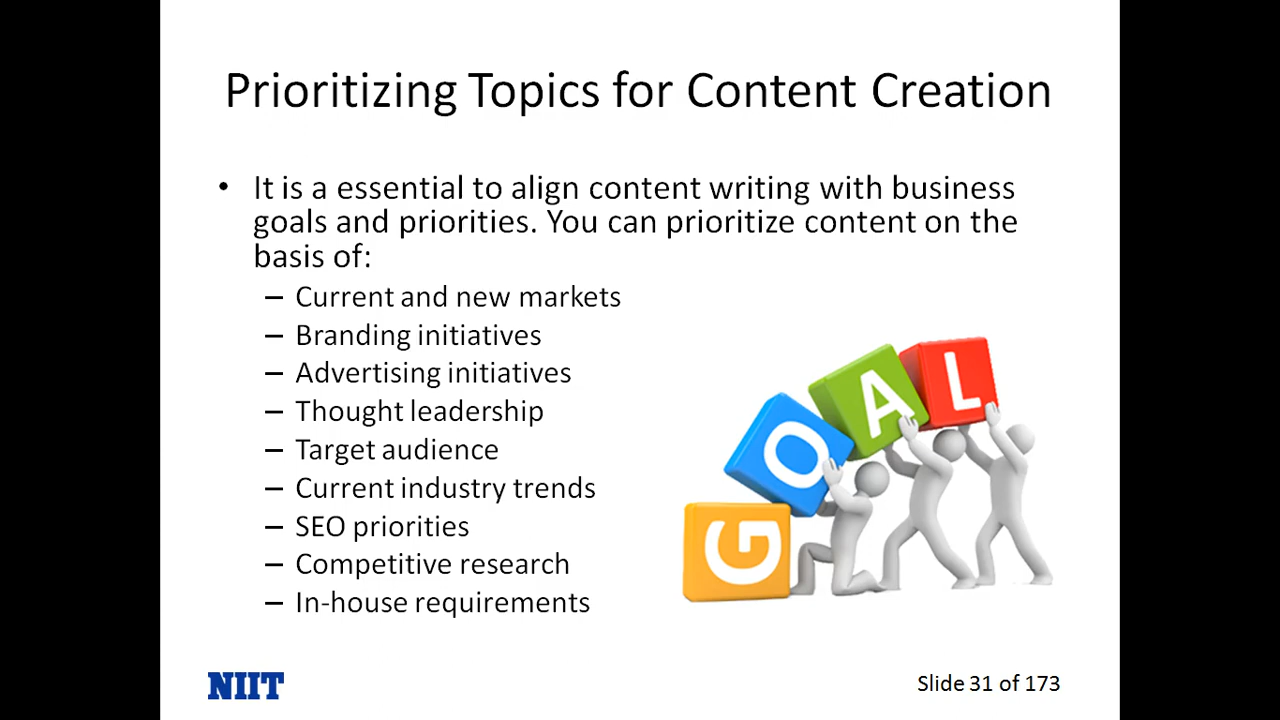 Prioritizing Topics for Content Creation
• It is a essential to align content writing with business
goals and priorities. You can prioritize content on the
basis of:
– Current and new markets
– Branding initiatives
– Advertising initiatives
– Thought leadership
– Target audience
– Current industry trends
– SEO priorities
– Competitive research
– In-house requirements
GOAL
NIIT
Slide 31 of 173